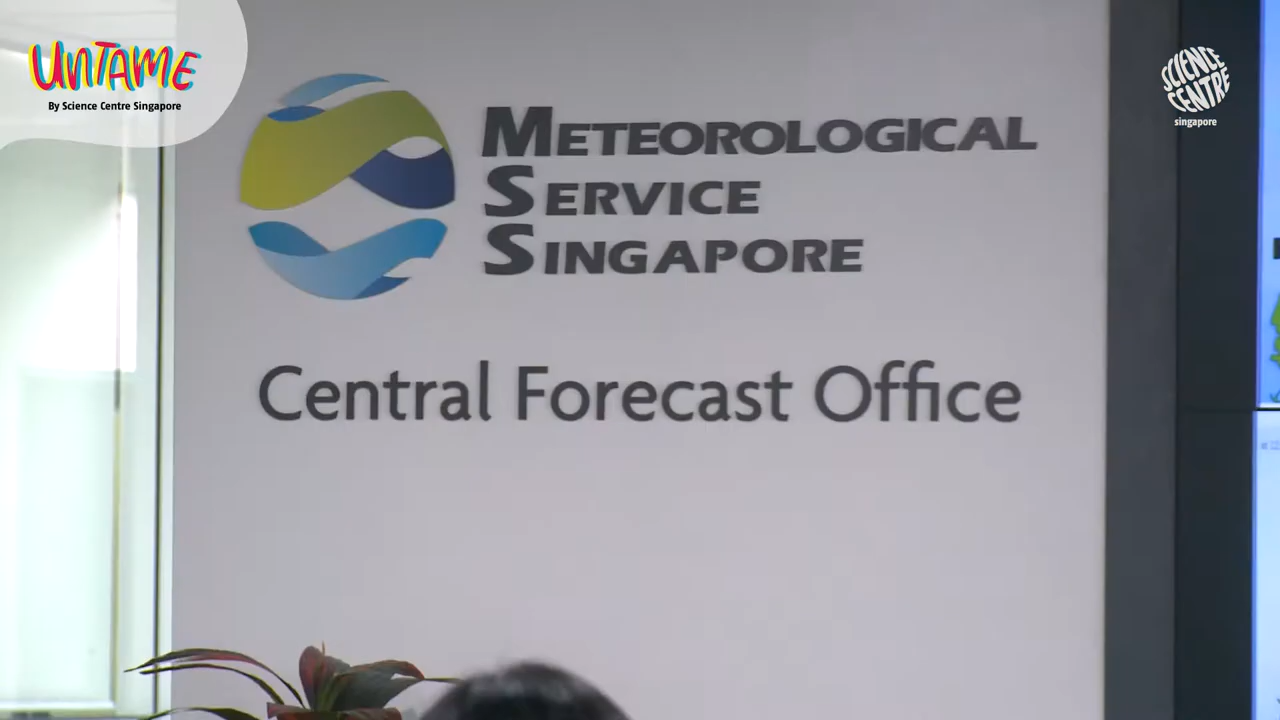 UNTAME
By Science Centre Singapore
SCIENCE
CENTRE
singapore
METEOROLOGICAL
SERVICE
SINGAPORE
Central Forecast Office